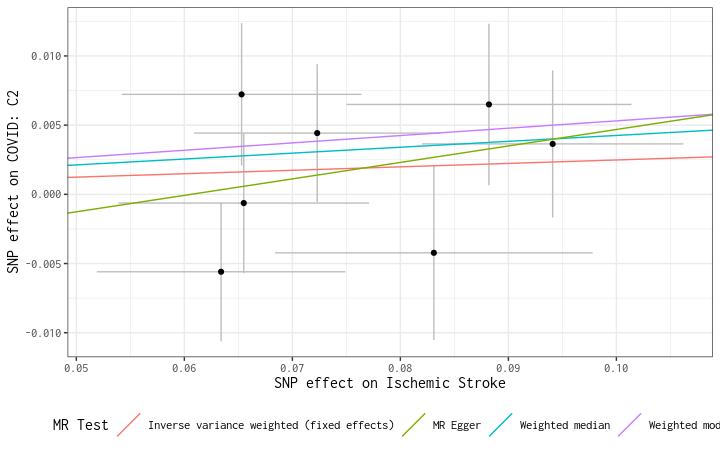 0.010
0.005
0.000
-0.005
-0.010
SNP effect on COVID: C2
0.05 0.06 0.07 0.08 0.09 0.10
SNP effect on Ischemic Stroke
MR Test Inverse variance weighted (fixed effects) MR Egger Weighted median Weighted mod